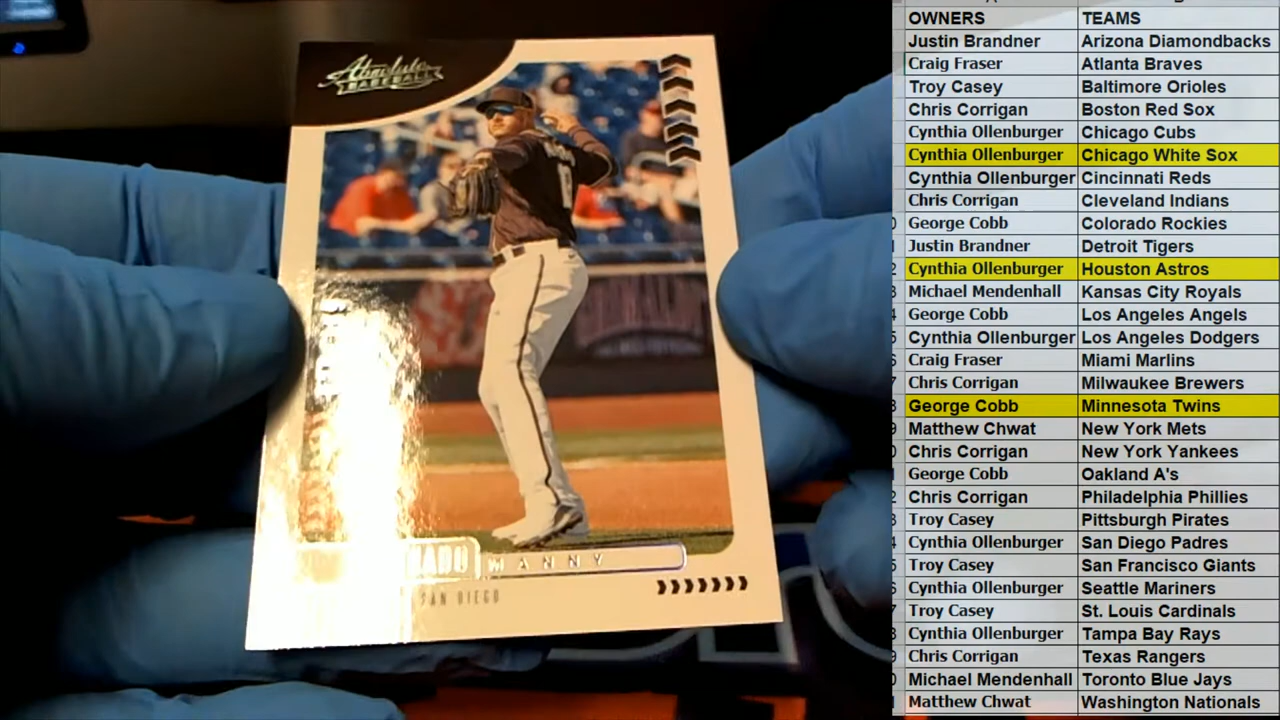 Absolute
BASEBALL
MANNY
SAN DIEGO
OWNERS TEAMS
Justin Brandner Arizona Diamondbacks
Craig Fraser Atlanta Braves
Troy Casey Baltimore Orioles
Chris Corrigan Boston Red Sox
Cynthia Ollenburger Chicago Cubs
Cynthia Ollenburger Chicago White Sox
Cynythia Ollenburger Cincinnati Reds
Chris Corrigan Cleveland Indians
George Cobb Colorado Rockies
Justin Brandner Detroit Tigers
Cynthia Ollenburger Houston Astros
Michael Mendenhall Kansas City Royals
George Cobb Los Angeles Angels
Cynthia Ollenburger Los Angeles Dodgers
Craig Fraser Miami Marlins
Chris Corrigan Milwaukee Brewers
George Cobb Minnesota Twins
Matthew Chwat New York Mets
Chris Corrigan New York Yankees
George Cobb Oakland A's
Chris Corrigan Philadelphia Phillies
Troy Casey Pittsburgh Pirates
Cynthia Ollenburger San Diego Padres
Troy Casey San Francisco Giants
Cynthia Ollenburger Seattle Mariners
Troy Casey St. Louis Cardinals
Cynthia Ollenburger Tampa Bay Rays
Chris Corrigan Texas Rangers
Michael Mendenhall Toronto Blue Jays
Matthew Chwat Washington Nationals